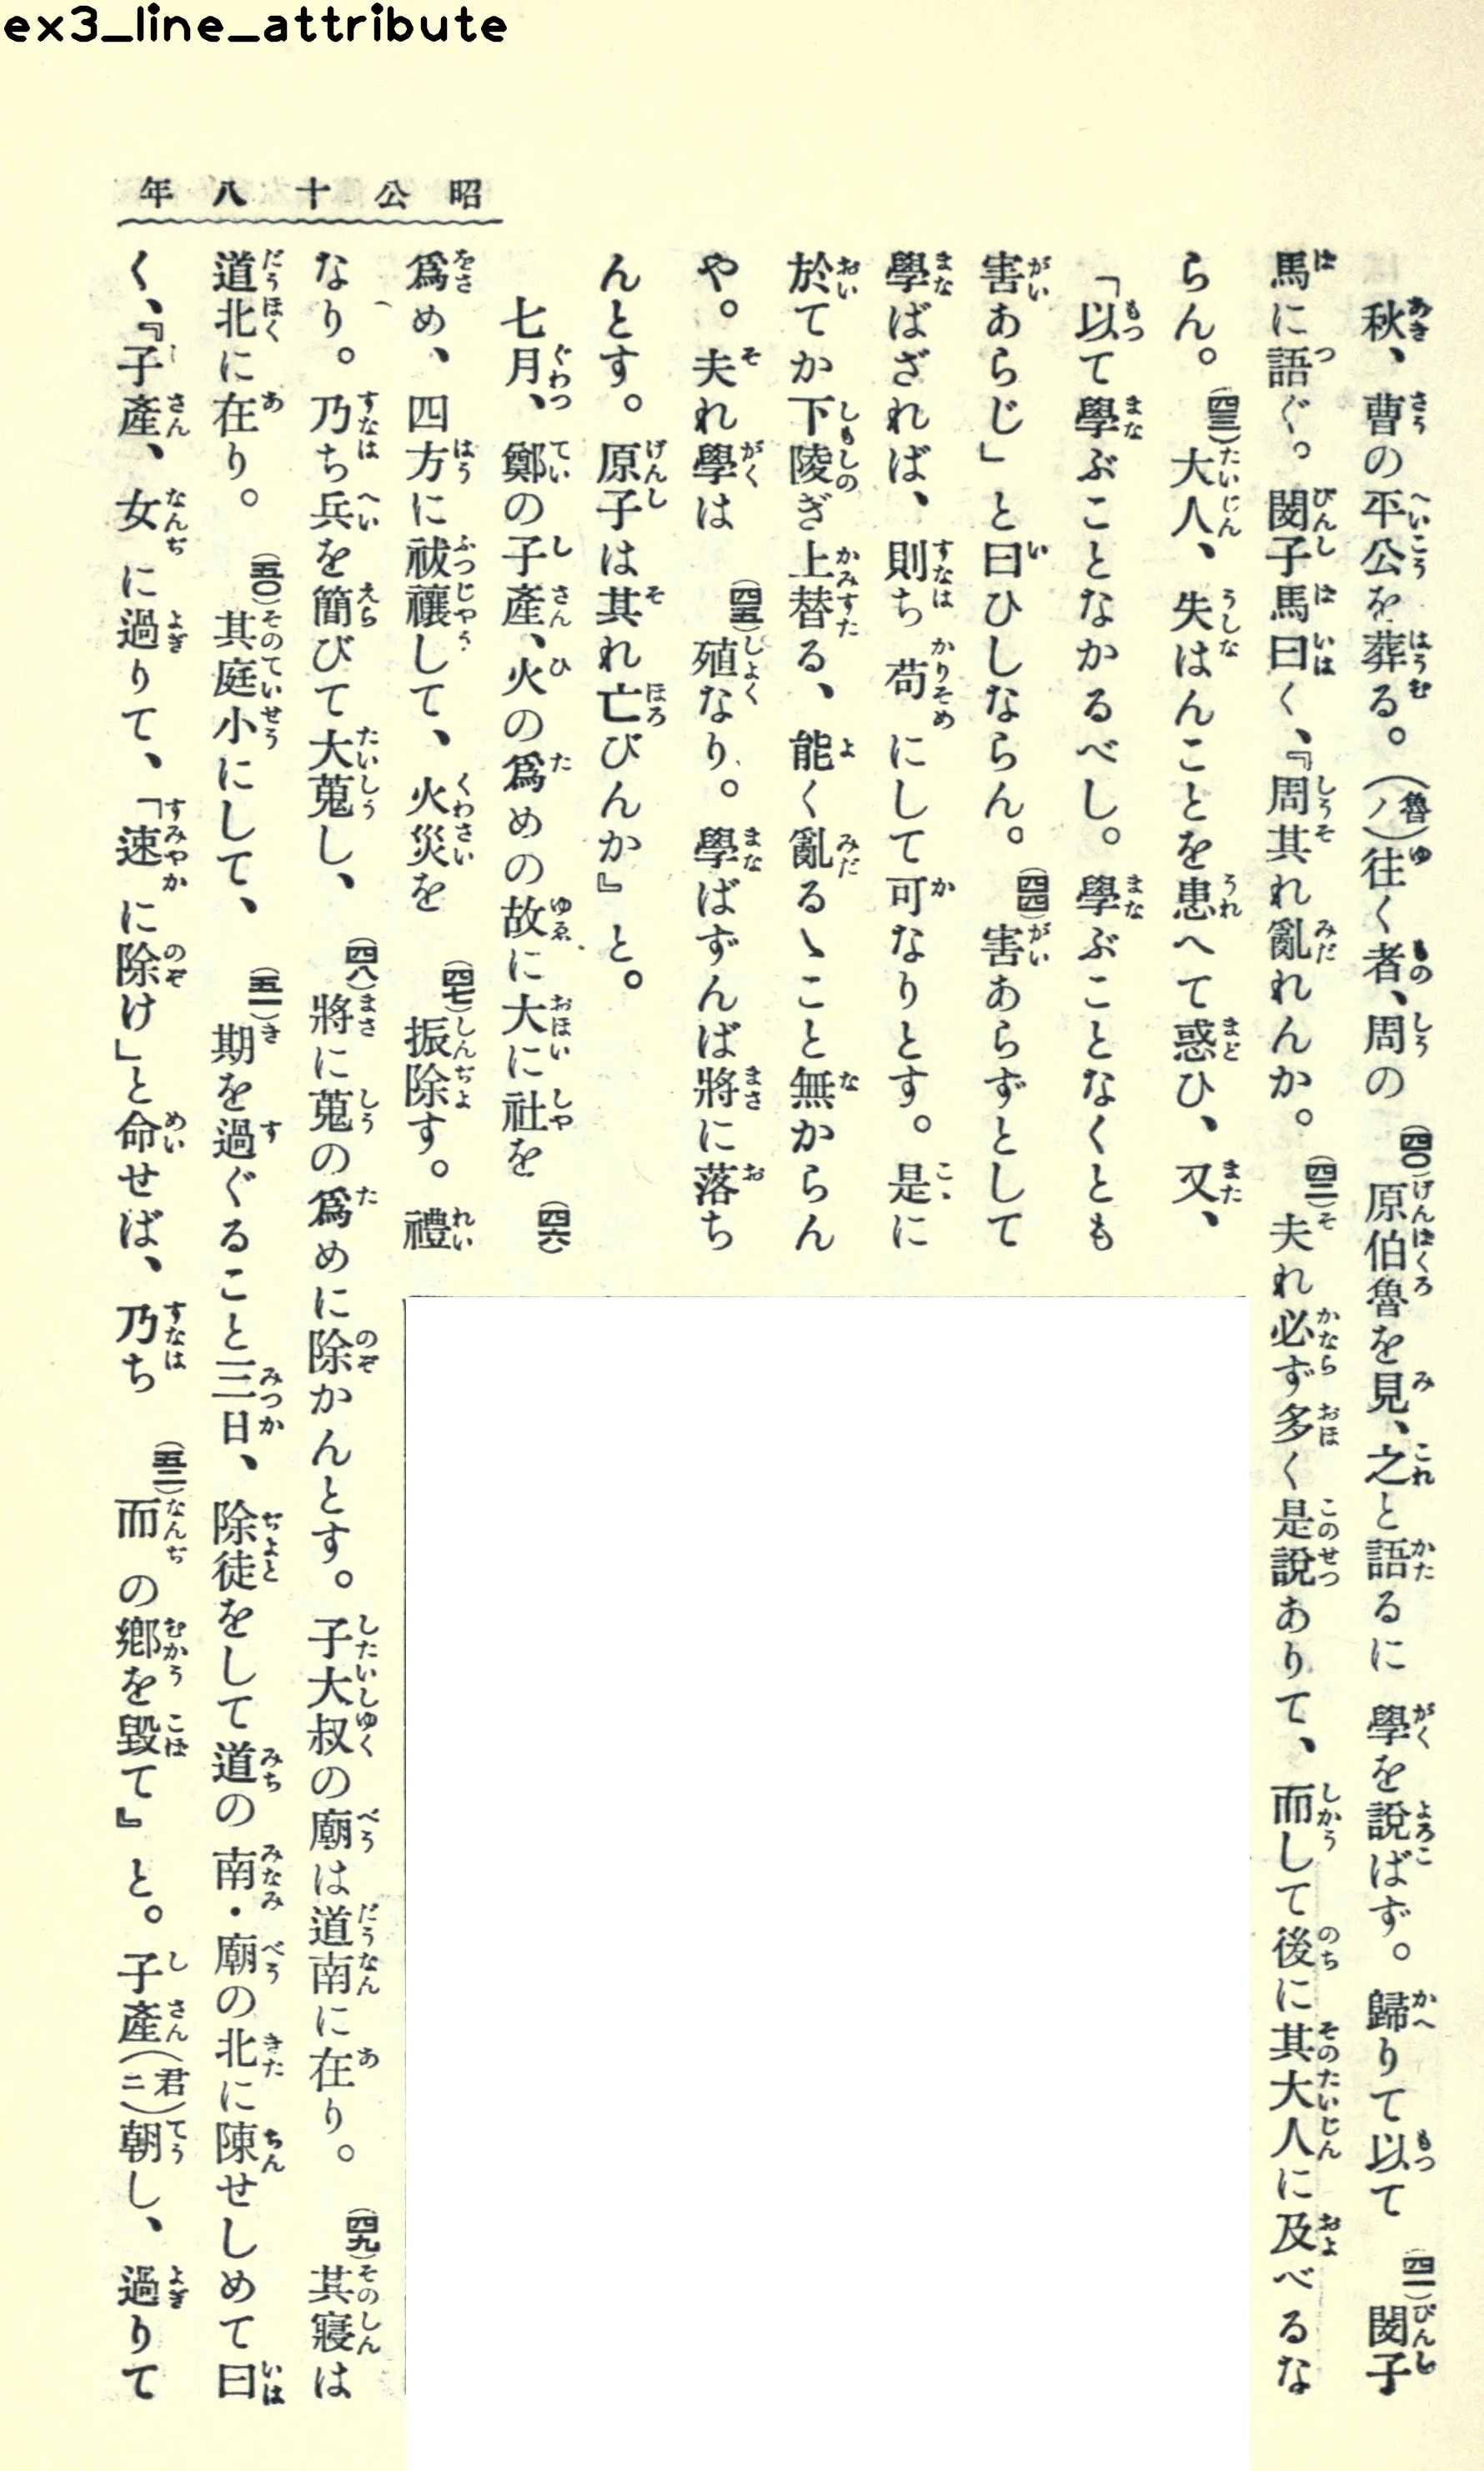 ex3_line_attribute
昭公十八年
秋、曹の平公を葬る。(魯ノ)往く者、周の(四〇)原伯魯を見、之と語るに學を說ばず。歸りて以て(四一)閔子
馬に語ぐ。閔子馬曰く、『周其れ亂れんか。(四二)夫れ必ず多く是說ありて、而して後に其大人に及べるな
らん。(四三)大人、失はんことを患へて惑ひ、又、
「以て學ぶことなかるべし。學ぶことなくとも
害あらじ」と曰ひしならん。(四四)害あらずとして
學ばざれば、則ち苟にして可なりとす。是に
於てか下陵ぎ上替る、能く亂るゝこと無からん
や。夫れ學は(四五)殖なり。學ばずんば將に落ち
んとす。原子は其れ亡びんか』と。
七月、鄭の子產、火の爲めの故に大に社を(四六)
爲め、四方に祓禳して、火災を(四七)振除す。禮
なり。乃ち兵を簡びて大蒐し、(四八)將に蒐の爲めに除かんとす。子大叔の廟は道南に在り。(四九)其寢は
道北に在り。(五〇)其庭小にして、(五一)期を過ぐること三日、除徒をして道の南・廟の北に陳せしめて曰
く、『子產、女に過りて、「速に除け」と命せば、乃ち(五二)而の鄕を毀て』と。子產(君ニ)朝し、過りて